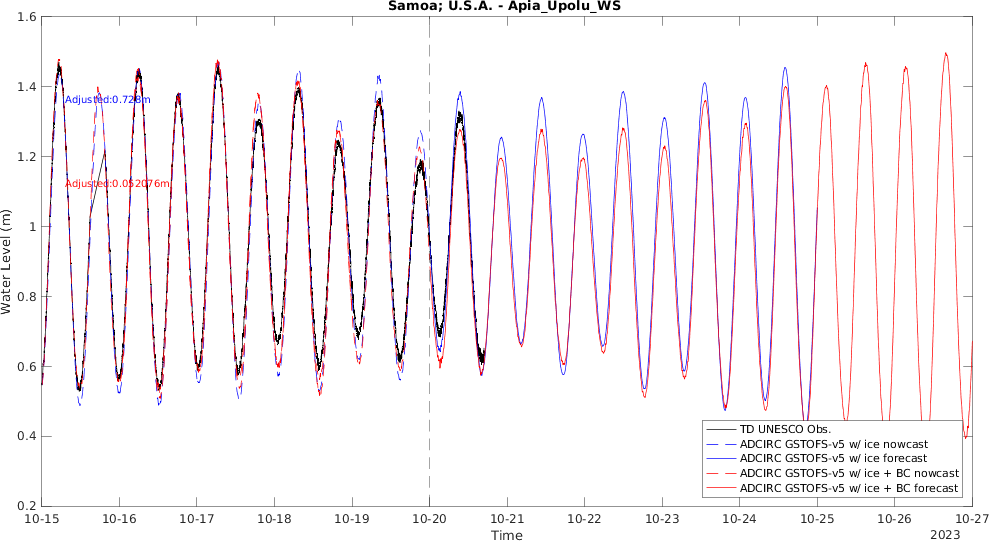 Samoa; U.S.A. - Apia_Upolu_WS
1.6
1.4
1.2
1
0.8
0.6
0.4
0.2
Water Level (m)
Adjusted:0.728m
Adjusted:0.052076m
TD UNESCO Obs.
ADCIRC GSTOFS-v5 w/ ice nowcast
ADCIRC GSTOFS-v5 w/ ice forecast
ADCIRC GSTOFS-v5 w/ ice + BC nowcast
ADCIRC GSTOFS-v5 w/ ice + BC forecast
10-15 10-16 10-17 10-18 10-19 10-20 10-21 10-22 10-23 10-24 10-25 10-26 10-27
Time
2023